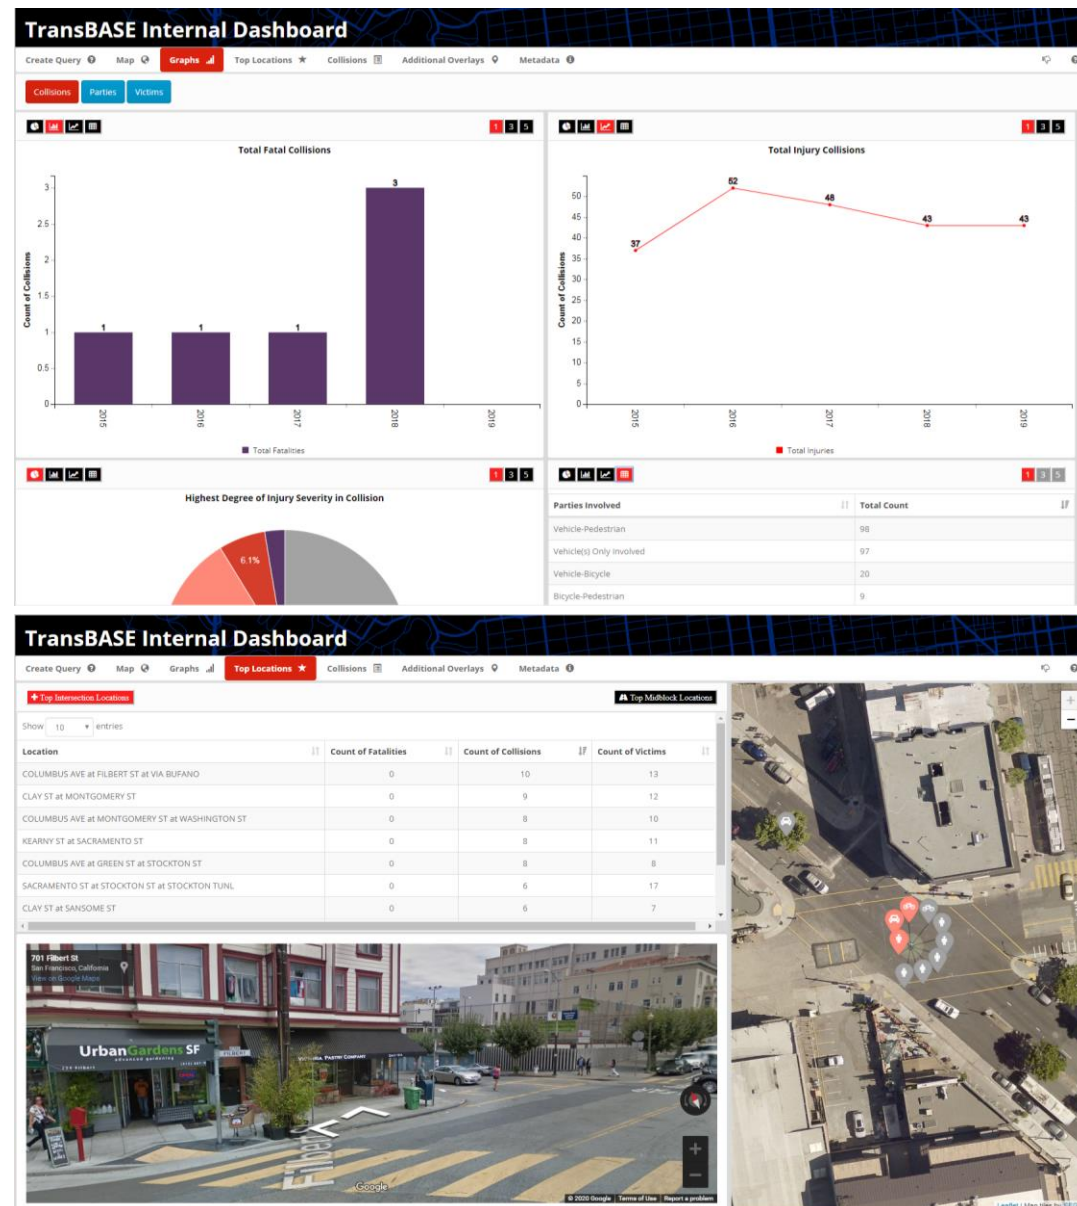 TransBASE Internal Dashboard
Create Query Map Graphs Top Locations Collisions Additional Overlays Metadata
Collisions Parties Victims
1 3 5
1 3 5
Total Fatal Collisions
Total Injury Collisions
Count of Collisions
3
2.5
2
1.5
1
0.5
0
1
1
1
3
2015
2016
2017
2018
2019
Total Fatalities
Count of Collisions
50
45
40
35
30
25
20
15
10
5
0
37
52
48
43
43
2015
2016
2017
2018
2019
Total Injuries
1 3 5
1 3 5
Highest Degree of Injury Severity in Collision
6.1%
Parties Involved Total Count
Vehicle-Pedestrian 98
Vehicle(s) Only Involved 97
Vehicle-Bicycle 20
Bicycle-Pedestrian 9
TransBASE Internal Dashboard
Create Query Map Graphs Top Locations Collisions Additional Overlays Metadata
Top Intersection Locations
Top Midblock Locations
Show 10 entries
Location Count of Fatalities Count of Collisions Count of Victims
COLUMBUS AVE at FILBERT ST at VIA BUFANO 0 10 13
CLAY ST at MONTGOMERY ST 0 9 12
COLUMBUS AVE at MONTGOMERY ST at WASHINGTON ST 0 8 10
KEARNY ST at SACRAMENTO ST 0 8 11
COLUMBUS AVE at GREEN ST at STOCKTON ST 0 8 8
SACRAMENTO ST at STOCKTON ST at STOCKTON TUNL 0 6 17
CLAY ST at SANSOME ST 0 6 7
701 Filbert St
San Francisco, California
View on Google Maps
UrbanGardens SF
advanced gardening
FILBERT
PASTRY COMPANY
Filbert
Google
© 2020 Google Terms of Use Report a problem
+
−